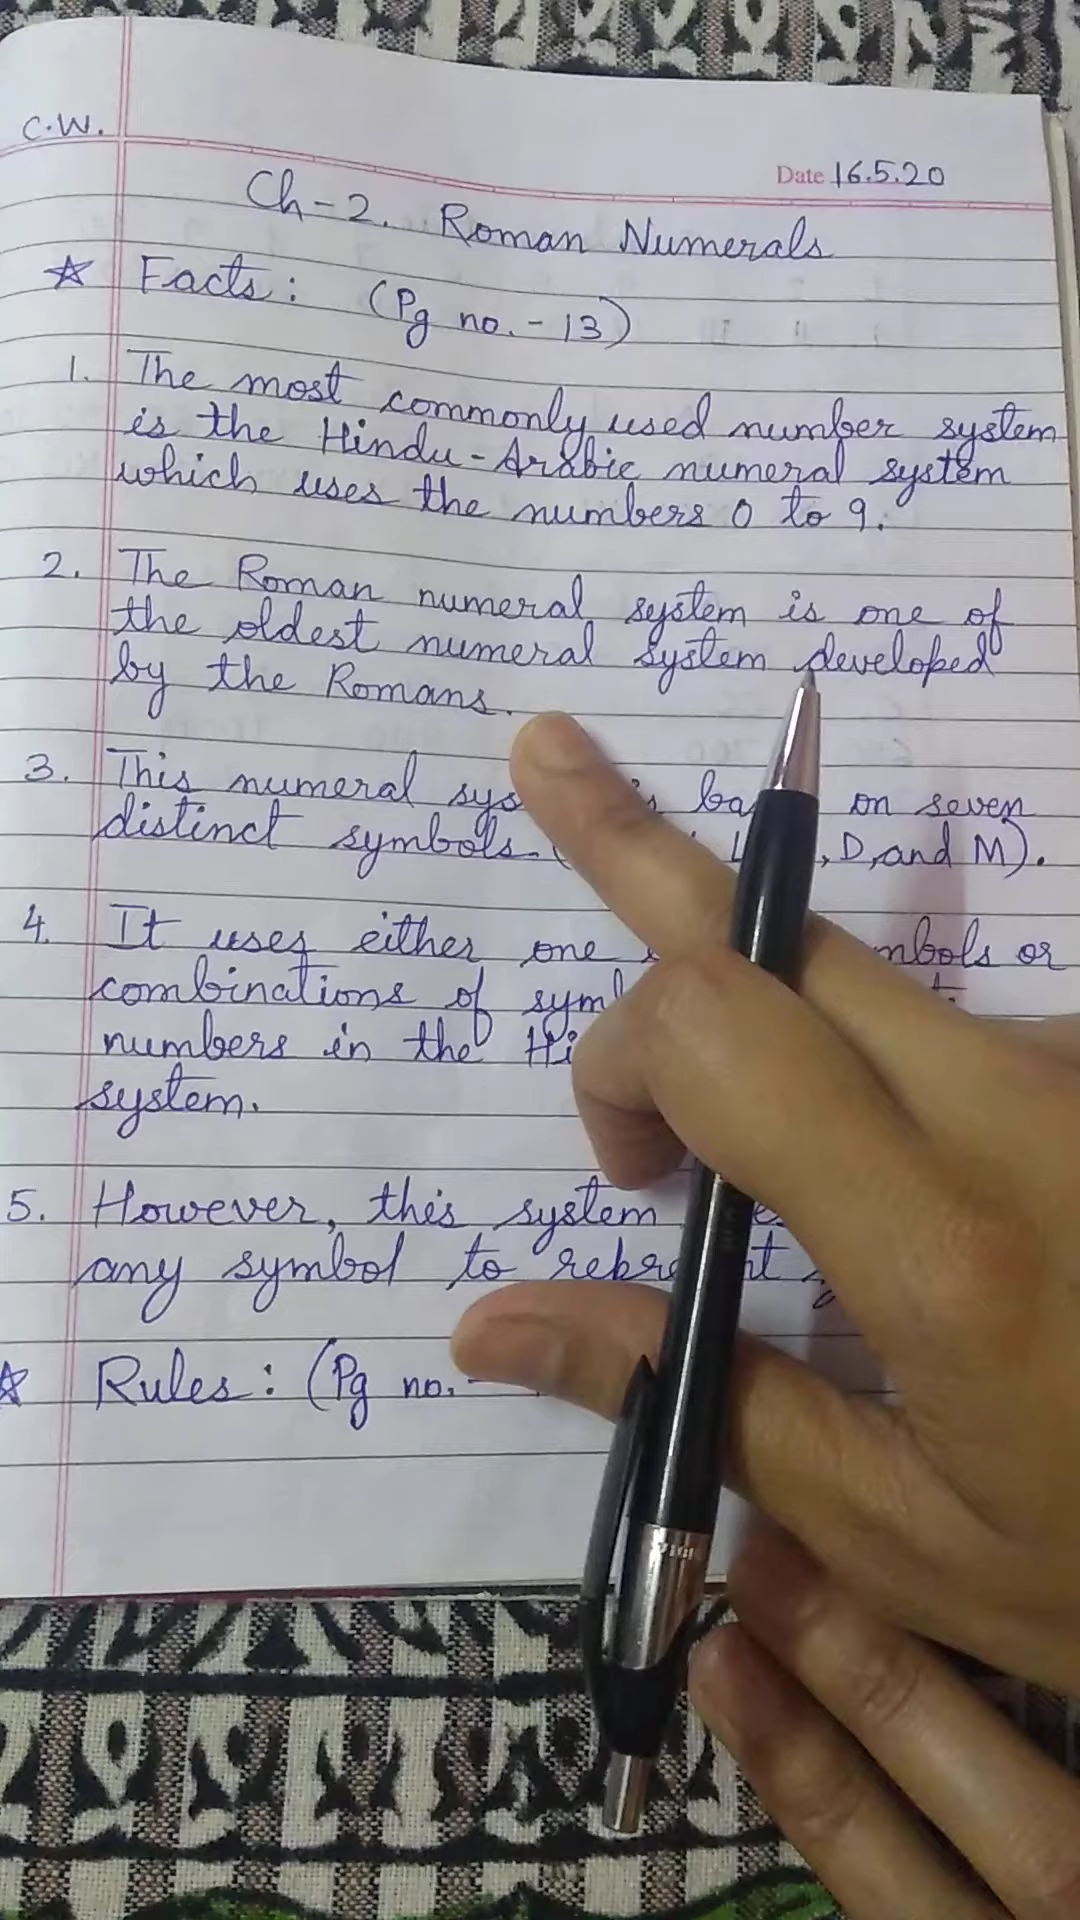 C.W.
Date 16.5.20
Ch-2. Roman Numerals
☆ Facts: (Pg no.-13)
1. The most commonly used number system
is the Hindu-Arabic numeral system
which uses the numbers 0 to 9.
2. The Roman numeral system is one of
the oldest numeral system developed
by the Romans.
3. This numeral on seven
distinct symbols. D, and M).
4. It uses either one or
combinations of
numbers in the
system.
5. However, this system
any symbol to
☆ Rules: (Pg no.-